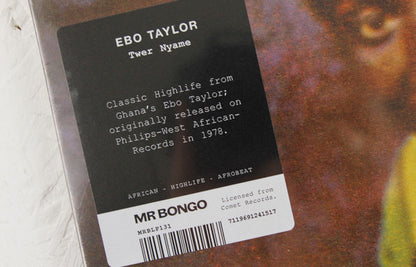 EBO TAYLOR
Twer Nyame
Classic Highlife from
Ghana's Ebo Taylor;
originally released on
Philips-West African-
Records in 1978.
AFRICAN - HIGHLIFE - AFROBEAT
MR BONGO
Licensed from
Comet Records.
MRBLP131
7119691241517